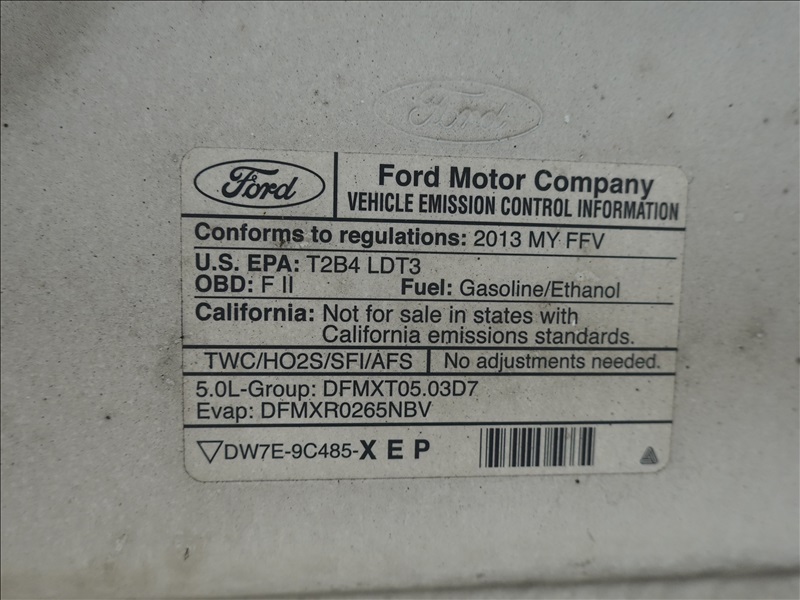 Ford
Ford
Ford Motor Company
VEHICLE EMISSION CONTROL INFORMATION
Conforms to regulations: 2013 MY FFV
U.S. EPA: T2B4 LDT3
OBD: F II Fuel: Gasoline/Ethanol
California: Not for sale in states with
California emissions standards.
TWC/HO2S/SFI/AFS No adjustments needed.
5.0L-Group: DFMXT05.03D7
Evap: DFMXR0265NBV
DW7E-9C485-XEP